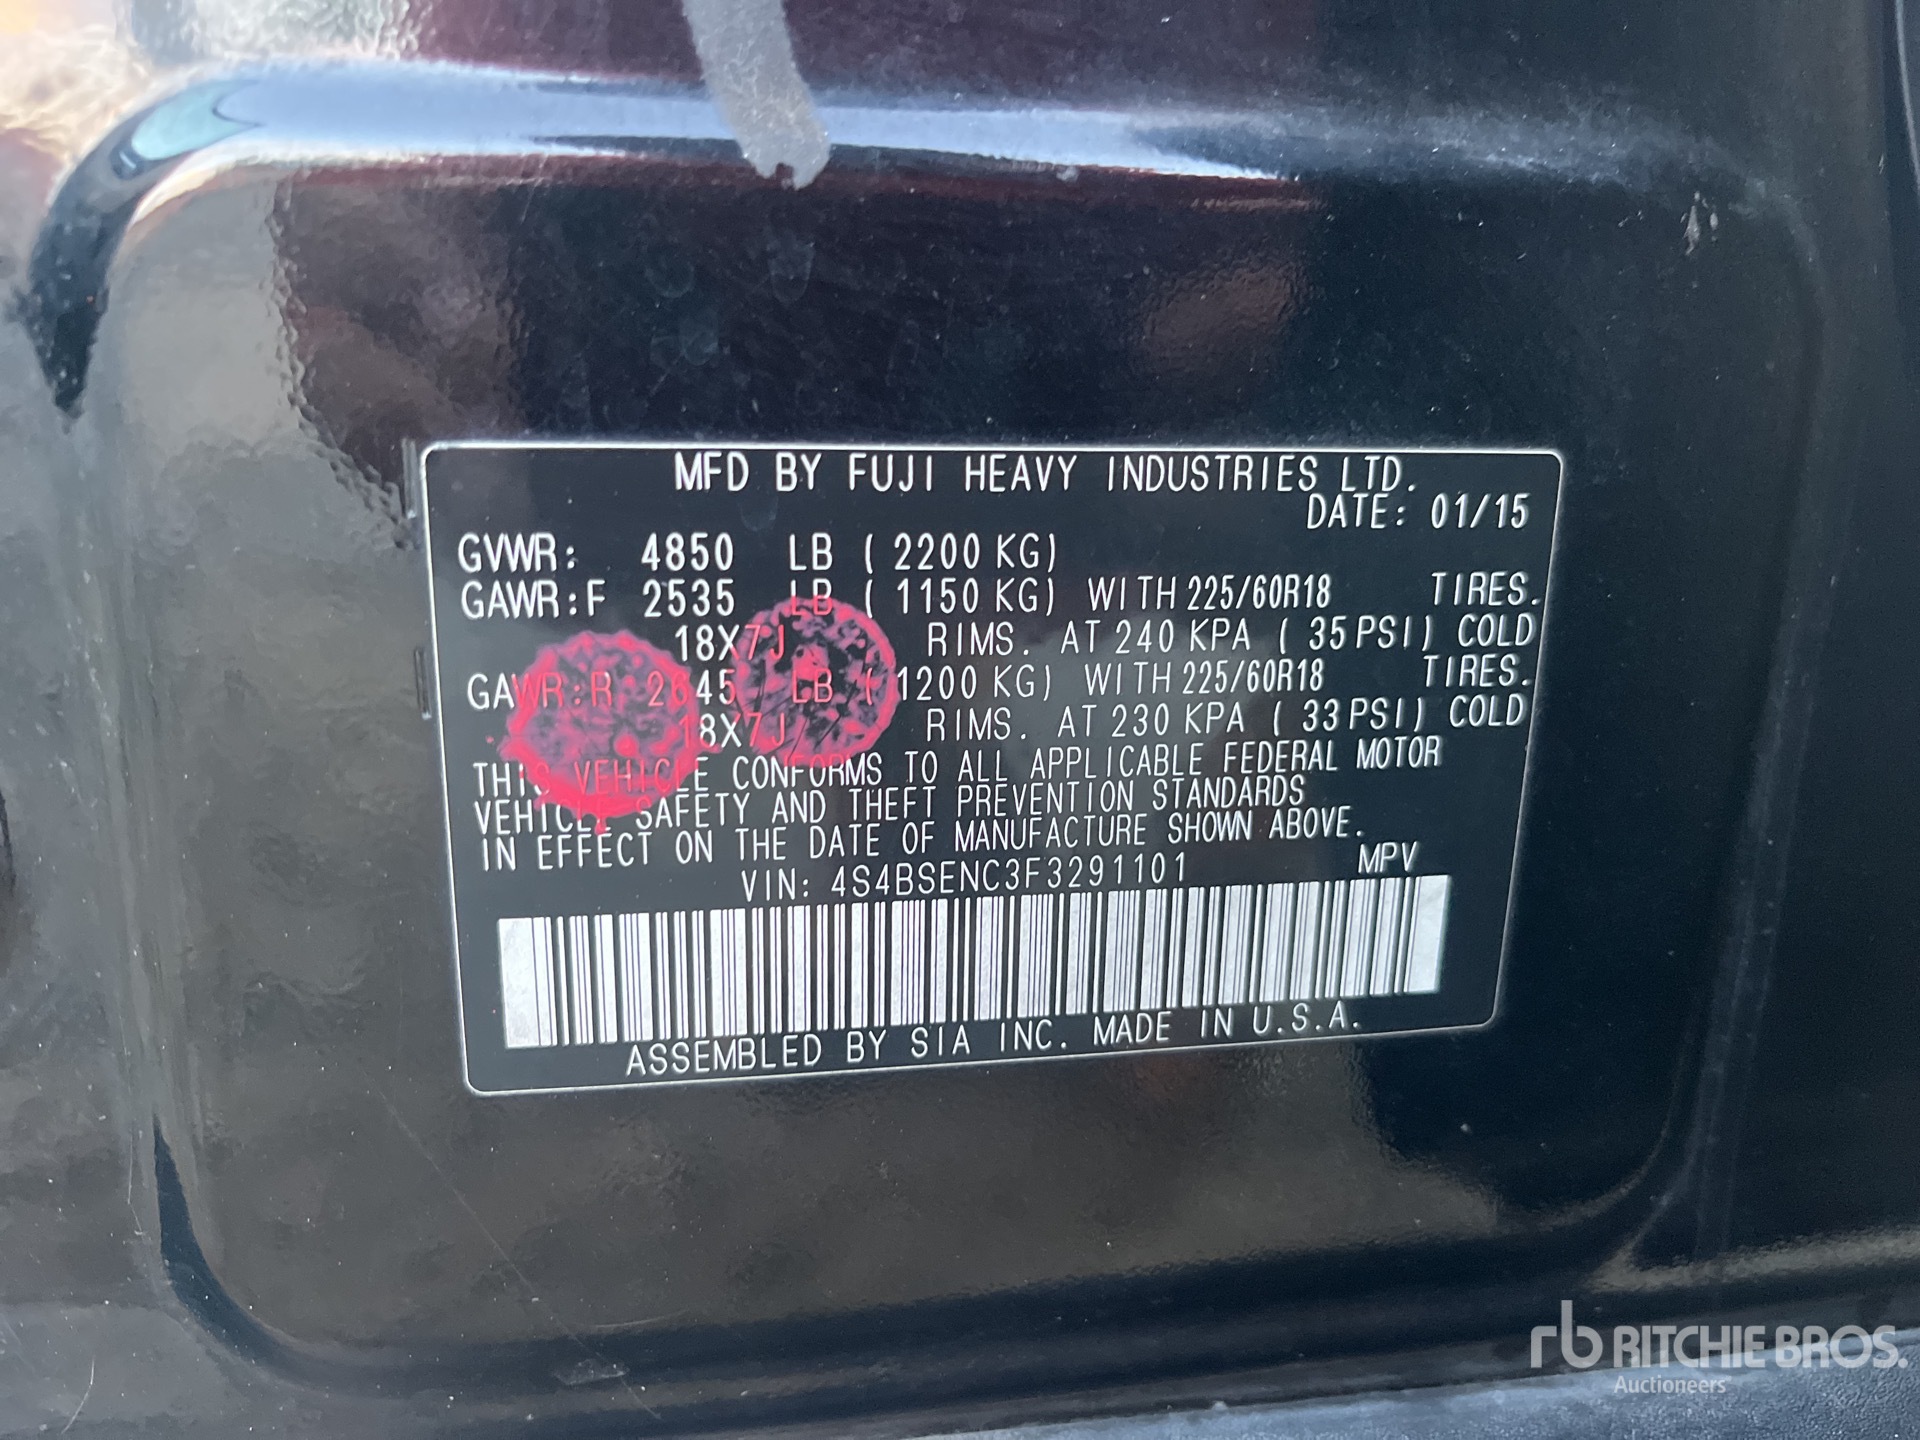 MFD BY FUJI HEAVY INDUSTRIES LTD.
DATE: 01/15
GVWR: 4850 LB ( 2200 KG)
GAWR:F 2535 LB ( 1150 KG) WITH 225/60R18 TIRES.
18X7J RIMS. AT 240 KPA ( 35 PSI) COLD
GAWR:R 2645 LB ( 1200 KG) WITH 225/60R18 TIRES.
18X7J RIMS. AT 230 KPA ( 33 PSI) COLD
THIS VEHICLE CONFORMS TO ALL APPLICABLE FEDERAL MOTOR
VEHICLE SAFETY AND THEFT PREVENTION STANDARDS
IN EFFECT ON THE DATE OF MANUFACTURE SHOWN ABOVE.
VIN: 4S4BSENC3F3291101 MPV
ASSEMBLED BY SIA INC. MADE IN U.S.A.
rb RITCHIE BROS.
Auctioneers